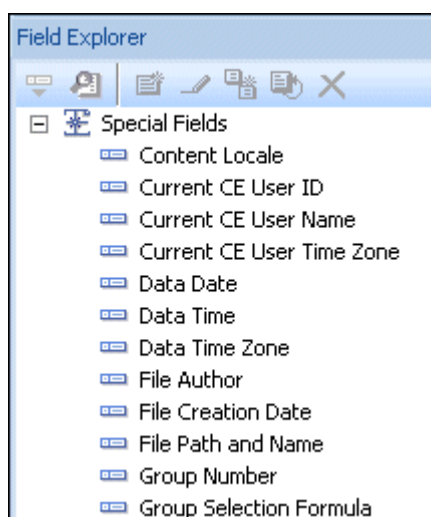 Field Explorer
Special Fields
Content Locale
Current CE User ID
Current CE User Name
Current CE User Time Zone
Data Date
Data Time
Data Time Zone
File Author
File Creation Date
File Path and Name
Group Number
Group Selection Formula